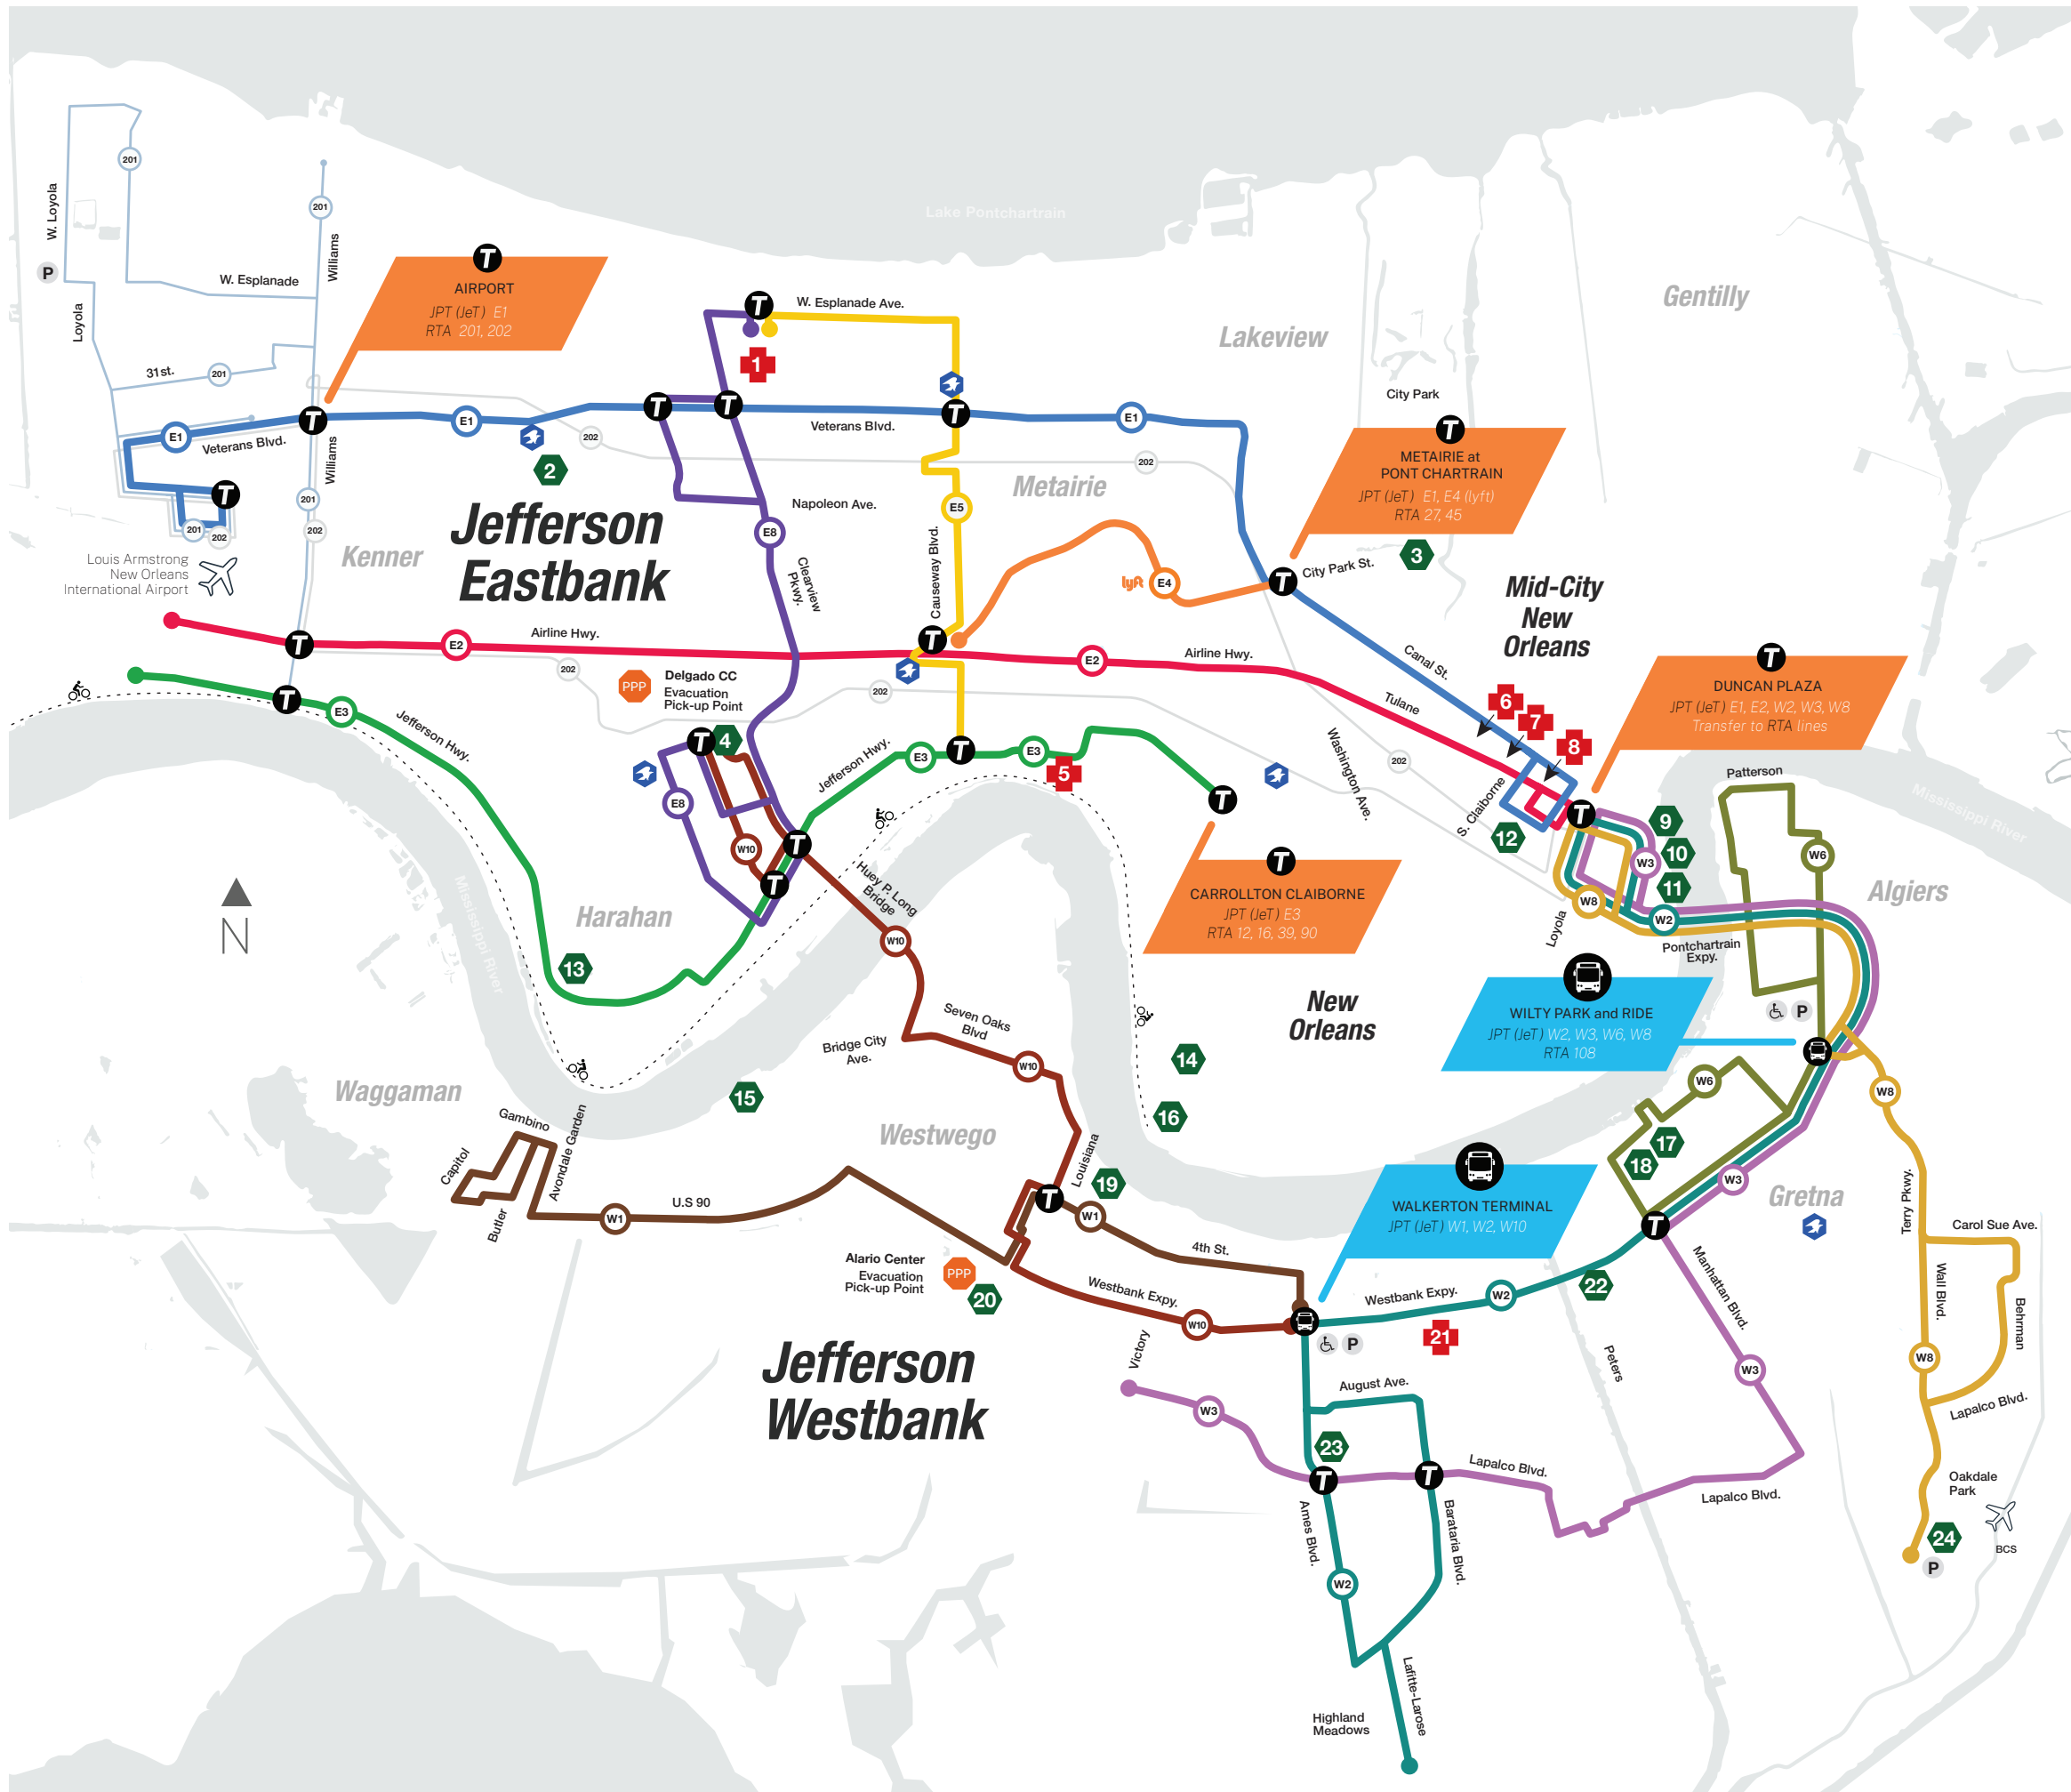 Lake Pontchartrain
201
W. Loyola
201
Williams
P
W. Esplanade
Loyola
T
AIRPORT
JPT (JeT) E1
RTA 201, 202
T
W. Esplanade Ave.
1
Lakeview
Gentilly
31st.
201
City Park
T
T
T
T
E1
E1
E1
Veterans Blvd.
Williams
202
Veterans Blvd.
202
2
T
METAIRIE at
PONT CHARTRAIN
JPT (JeT) E1, E4 (lyft)
RTA 27, 45
3
Metairie
T
201
202
201
202
Napoleon Ave.
E5
E8
Jefferson
Eastbank
Kenner
Louis Armstrong
New Orleans
International Airport
Clearview
Pkwy.
Causeway Blvd.
lyft
E4
T
City Park St.
Mid-City
New
Orleans
T
E2
Airline Hwy.
T
E2
Airline Hwy.
Canal St.
Tulane
202
PPP
Delgado CC
Evacuation
Pick-up Point
202
T
DUNCAN PLAZA
JPT (JeT) E1, E2, W2, W3, W8
Transfer to RTA lines
6
7
8
T
E3
Jefferson Hwy.
T
4
Jefferson Hwy.
E3
T
E3
5
T
Washington Ave.
202
S. Claiborne
T
12
9
10
11
W3
W8
W2
Loyola
Pontchartrain
Expy.
Patterson
W6
Mississippi River
Algiers
E8
W10
T
T
Huey P. Long
Bridge
W10
T
CARROLLTON CLAIBORNE
JPT (JeT) E3
RTA 12, 16, 39, 90
N
Mississippi River
Harahan
13
New
Orleans
WILTY PARK and RIDE
JPT (JeT) W2, W3, W6, W8
RTA 108
P
Seven Oaks
Blvd
Bridge City
Ave.
W10
14
15
16
Waggaman
Westwego
W6
W8
17
18
Gambino
Capitol
Avondale Garden
Butler
W1
U.S 90
Louisiana
T
19
W1
4th St.
WALKERTON TERMINAL
JPT (JeT) W1, W2, W10
W3
Gretna
T
Terry Pkwy.
Carol Sue Ave.
Alario Center
Evacuation
Pick-up Point
PPP
20
Westbank Expy.
W10
P
Westbank Expy.
W2
22
21
Manhattan Blvd.
Wall Blvd.
Behrman
W8
W3
Peters
Jefferson
Westbank
Victory
W3
August Ave.
Lapalco Blvd.
23
T
T
Lapalco Blvd.
Lapalco Blvd.
Ames Blvd.
Barataria Blvd.
W2
Oakdale
Park
24
BCS
P
Lafitte-Larose
Highland
Meadows